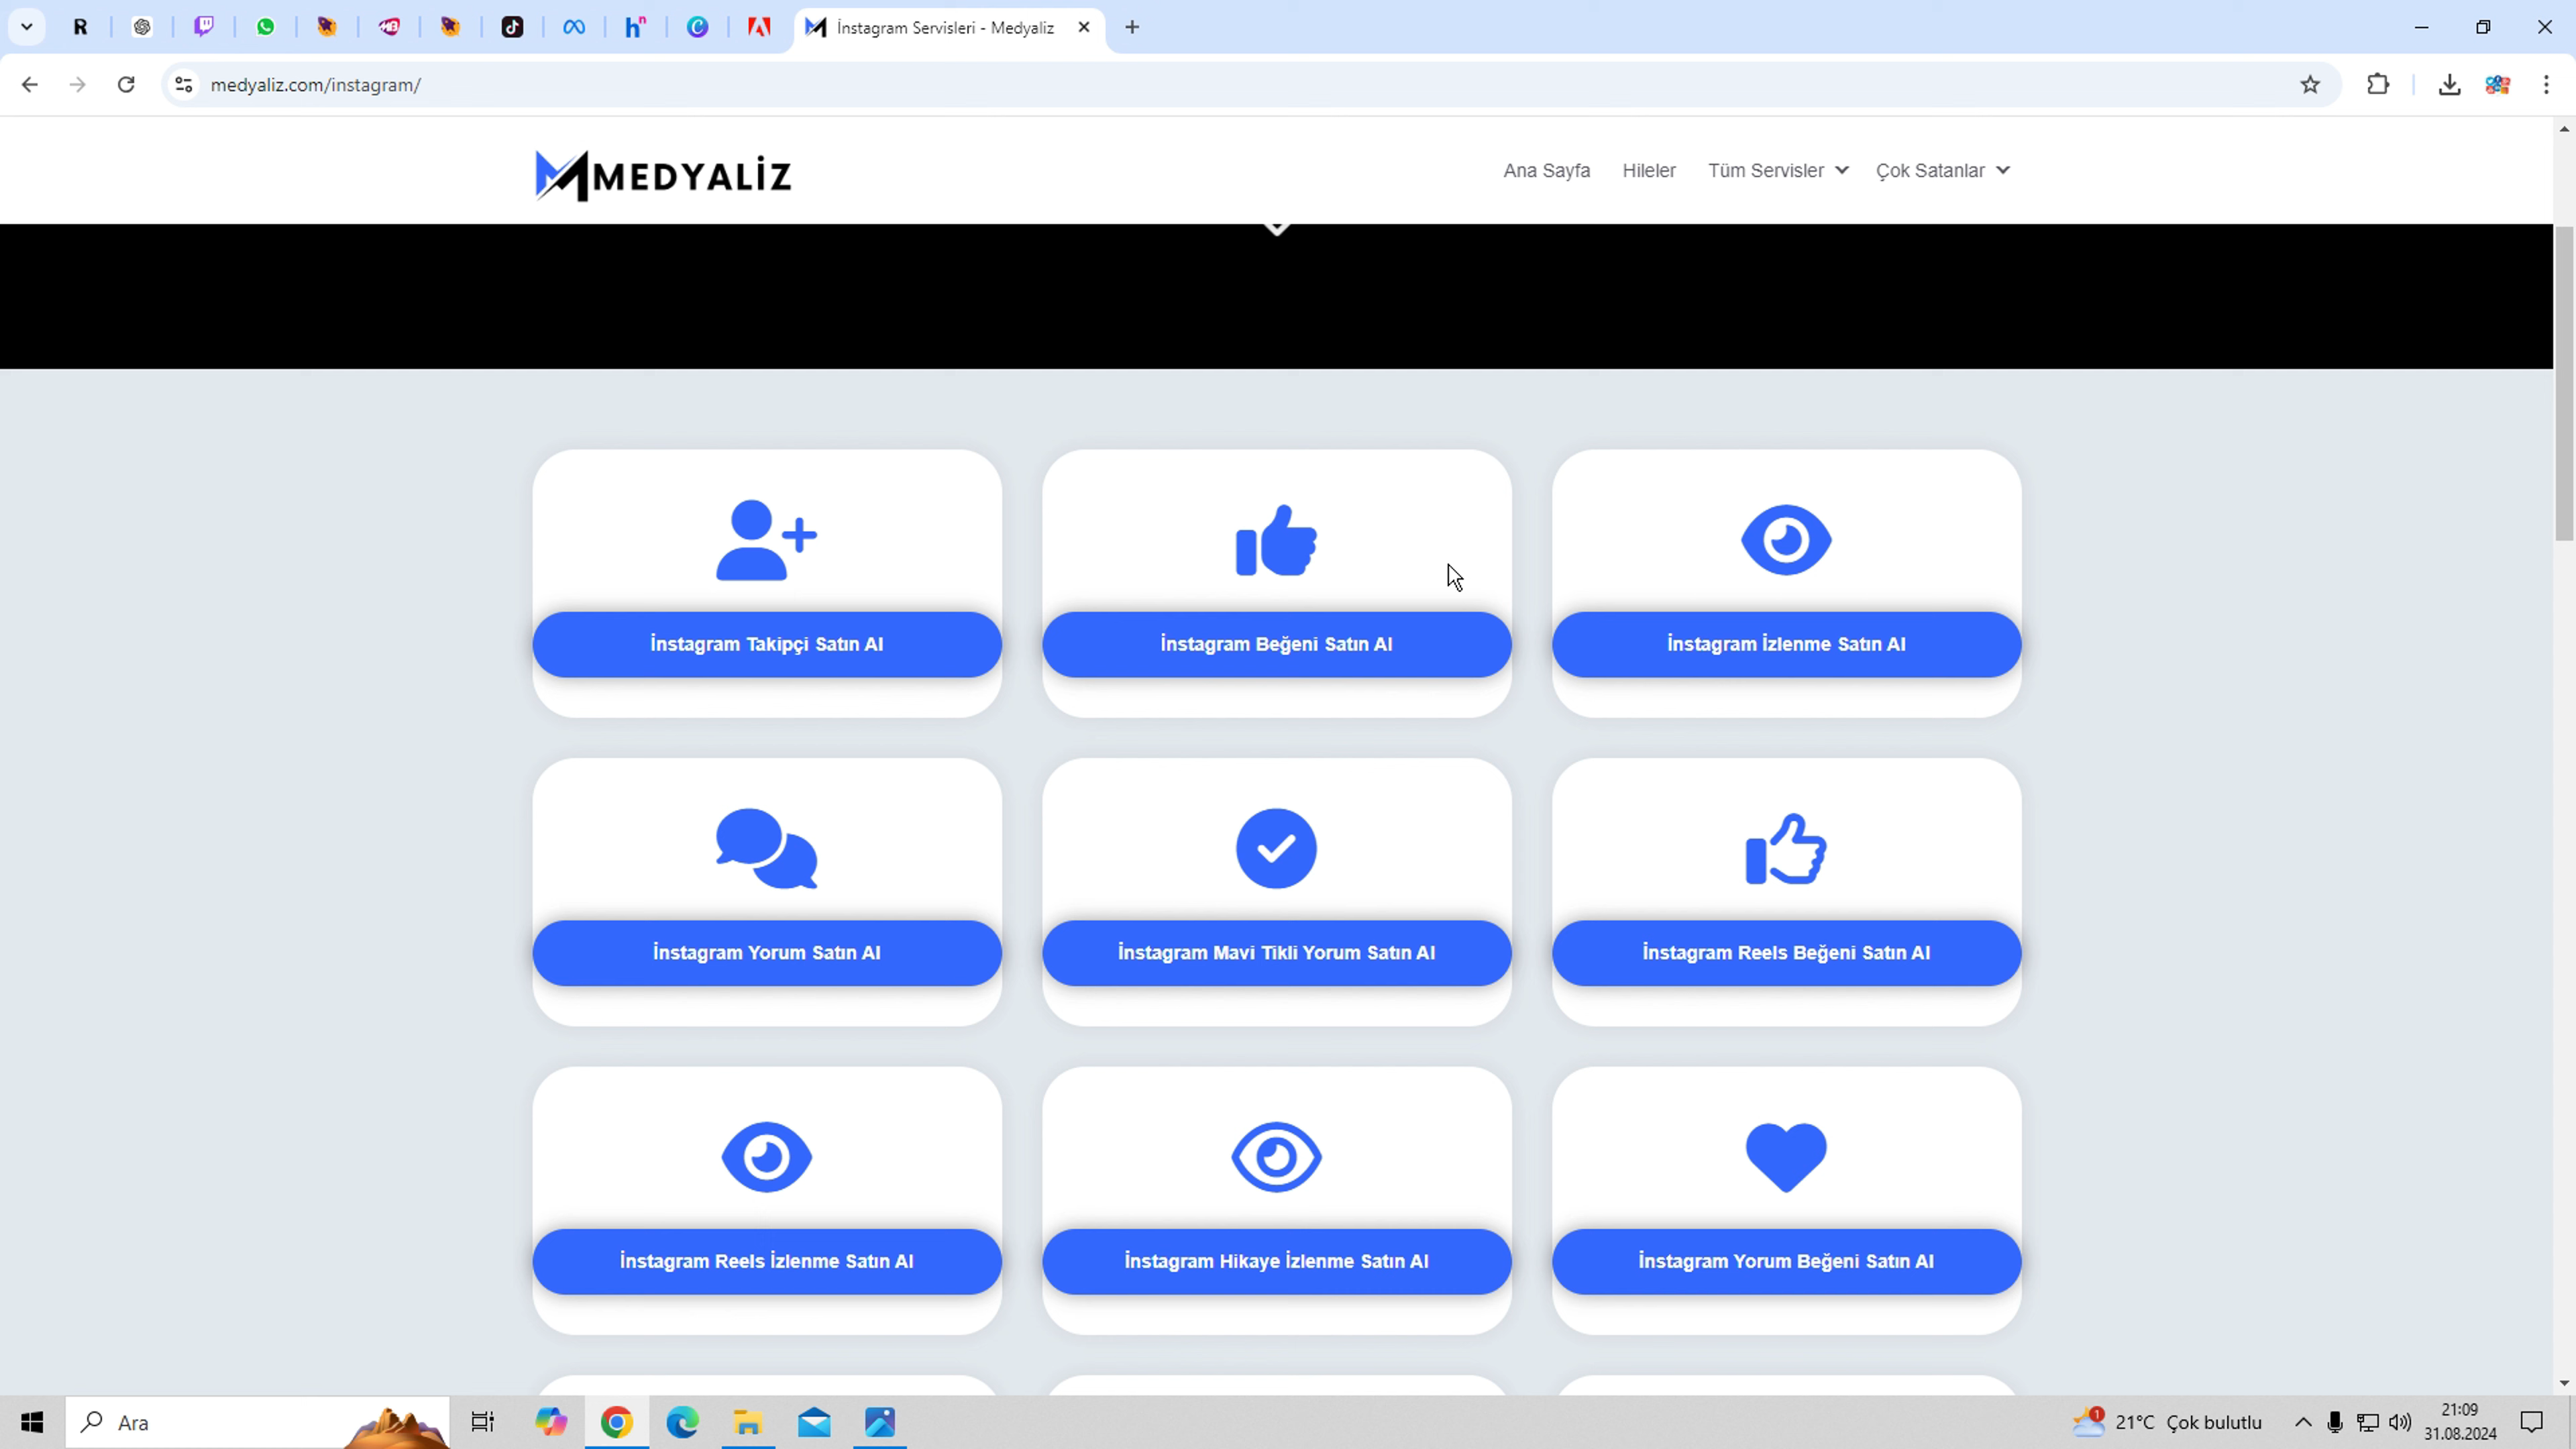 İnstagram Servisleri - Medyaliz
medyaliz.com/instagram/
MEDYALİZ
Ana Sayfa Hileler Tüm Servisler Çok Satanlar
İnstagram Takipçi Satın Al
İnstagram Beğeni Satın Al
İnstagram İzlenme Satın Al
İnstagram Yorum Satın Al
İnstagram Mavi Tikli Yorum Satın Al
İnstagram Reels Beğeni Satın Al
İnstagram Reels İzlenme Satın Al
İnstagram Hikaye İzlenme Satın Al
İnstagram Yorum Beğeni Satın Al
Ara
1
21°C Çok bulutlu
21:09
31.08.2024